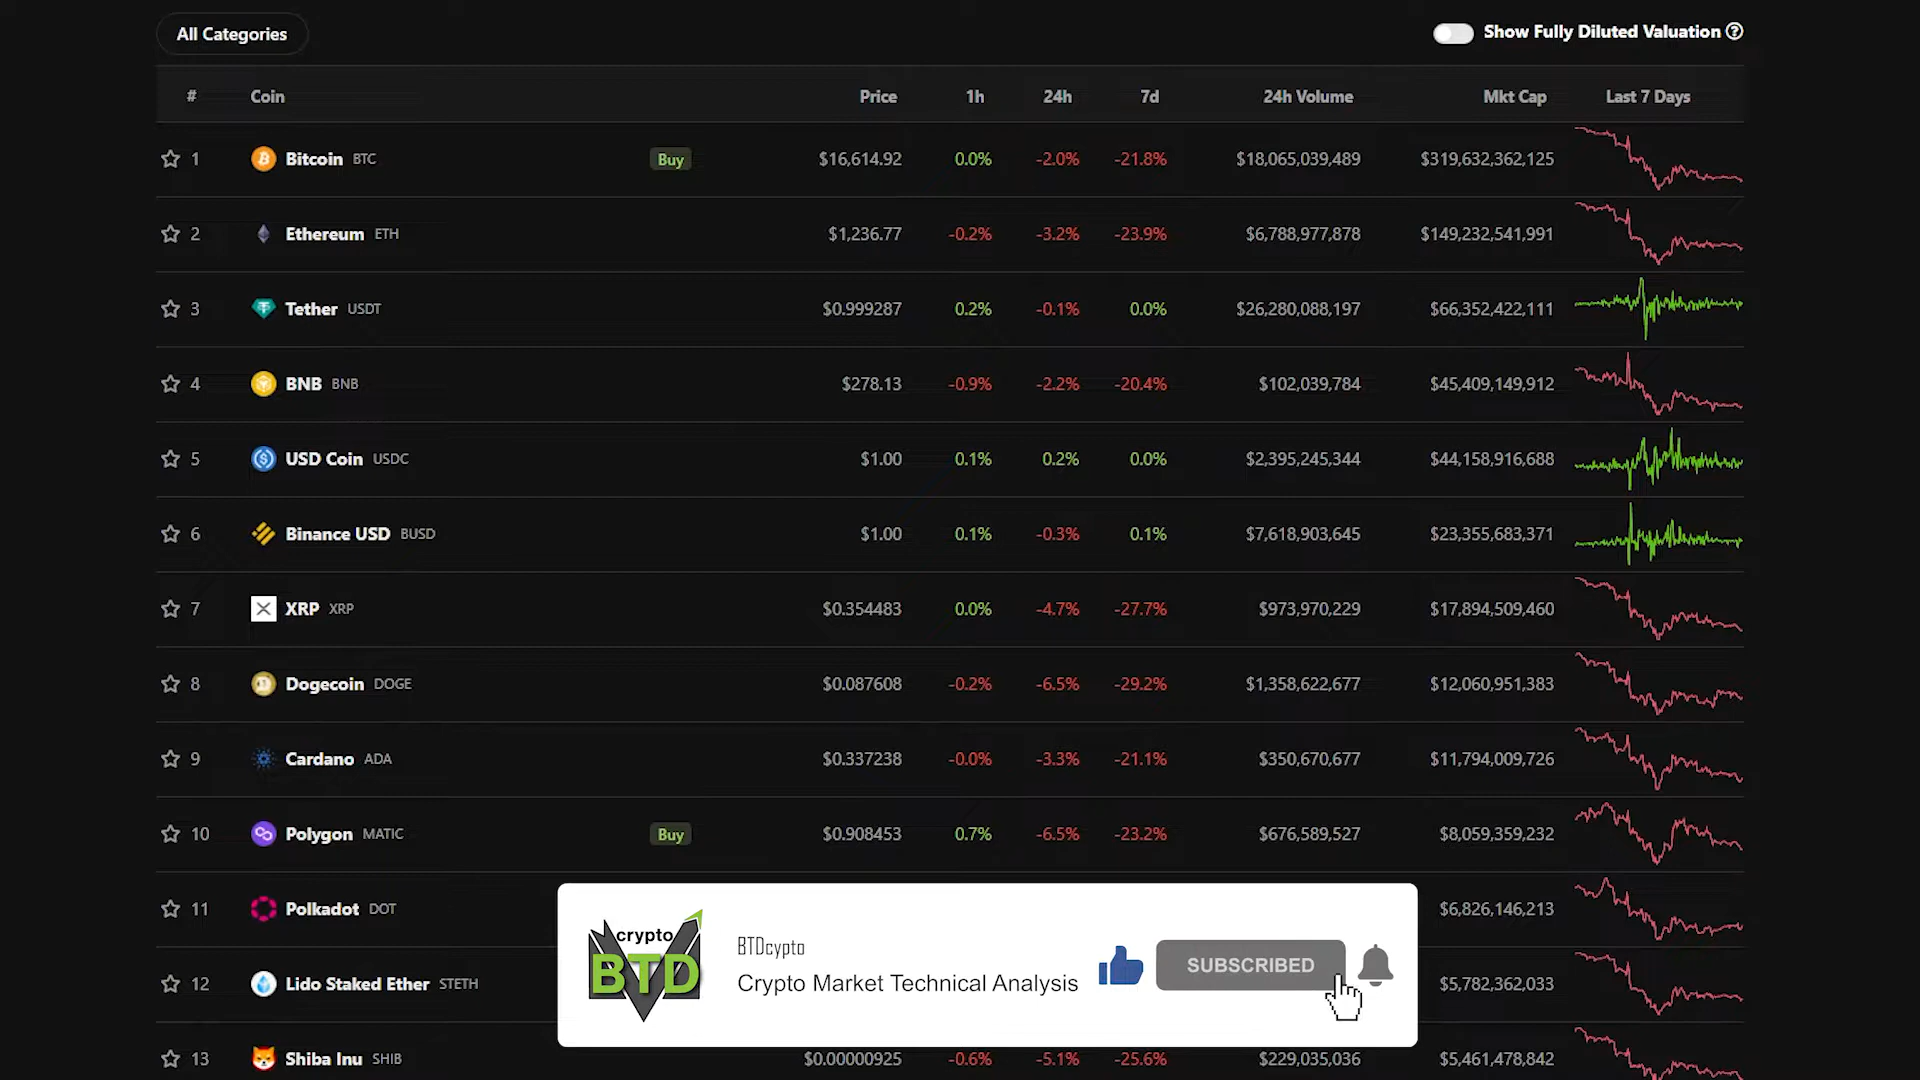 All Categories
Show Fully Diluted Valuation ?
# Coin Price 1h 24h 7d 24h Volume Mkt Cap Last 7 Days
1 Bitcoin BTC Buy $16,614.92 0.0% -2.0% -21.8% $18,065,039,489 $319,632,362,125
2 Ethereum ETH $1,236.77 -0.2% -3.2% -23.9% $6,788,977,878 $149,232,541,991
3 Tether USDT $0.999287 0.2% -0.1% 0.0% $26,280,088,197 $66,352,422,111
4 BNB BNB $278.13 -0.9% -2.2% -20.4% $102,039,784 $45,409,149,912
5 USD Coin USDC $1.00 0.1% 0.2% 0.0% $2,395,245,344 $44,158,916,688
6 Binance USD BUSD $1.00 0.1% -0.3% 0.1% $7,618,903,645 $23,355,683,371
7 XRP XRP $0.354483 0.0% -4.7% -27.7% $973,970,229 $17,894,509,460
8 Dogecoin DOGE $0.087608 -0.2% -6.5% -29.2% $1,358,622,677 $12,060,951,383
9 Cardano ADA $0.337238 -0.0% -3.3% -21.1% $350,670,677 $11,794,009,726
10 Polygon MATIC Buy $0.908453 0.7% -6.5% -23.2% $676,589,527 $8,059,359,232
11 Polkadot DOT $6,826,146,213
12 Lido Staked Ether STETH $5,782,362,033
13 Shiba Inu SHIB $0.00000925 -0.6% -5.1% -25.6% $229,035,036 $5,461,478,842
crypto
BTD
BTDcypto
Crypto Market Technical Analysis
SUBSCRIBED